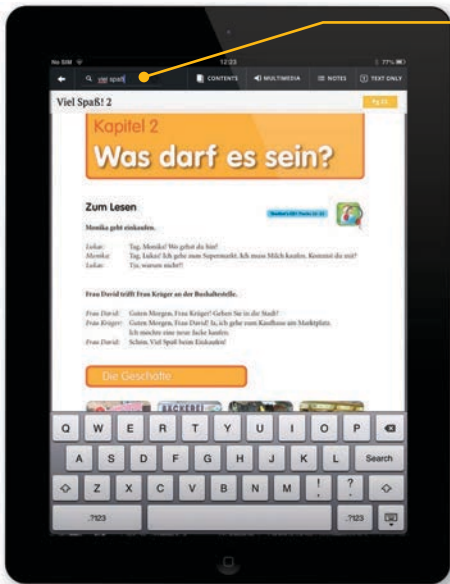 No SIM
12:23
77%
viel spaß
CONTENTS
MULTIMEDIA
NOTES
TEXT ONLY
Viel Spaß! 2
Kapitel 2
Was darf es sein?
Zum Lesen
Monika geht einkaufen.
Lukas: Tag, Monika! Wo gehst du hin?
Monika: Tag, Lukas! Ich gehe zum Supermarkt. Ich muss Milch kaufen. Kommst du mit?
Lukas: Tja, warum nicht?!
Frau David trifft Frau Krüger an der Bushaltestelle.
Frau David: Guten Morgen, Frau Krüger! Gehen Sie in die Stadt?
Frau Krüger: Guten Morgen, Frau David! Ja, ich gehe zum Kaufhaus am Marktplatz.
Ich möchte eine neue Jacke kaufen.
Frau David: Schön. Viel Spaß beim Einkaufen!
Die Geschäfte
BÄCKEREI
Q W E R T Y U I O P
A S D F G H J K L Search
Z X C V B N M ! , ? .
.?123 .?123